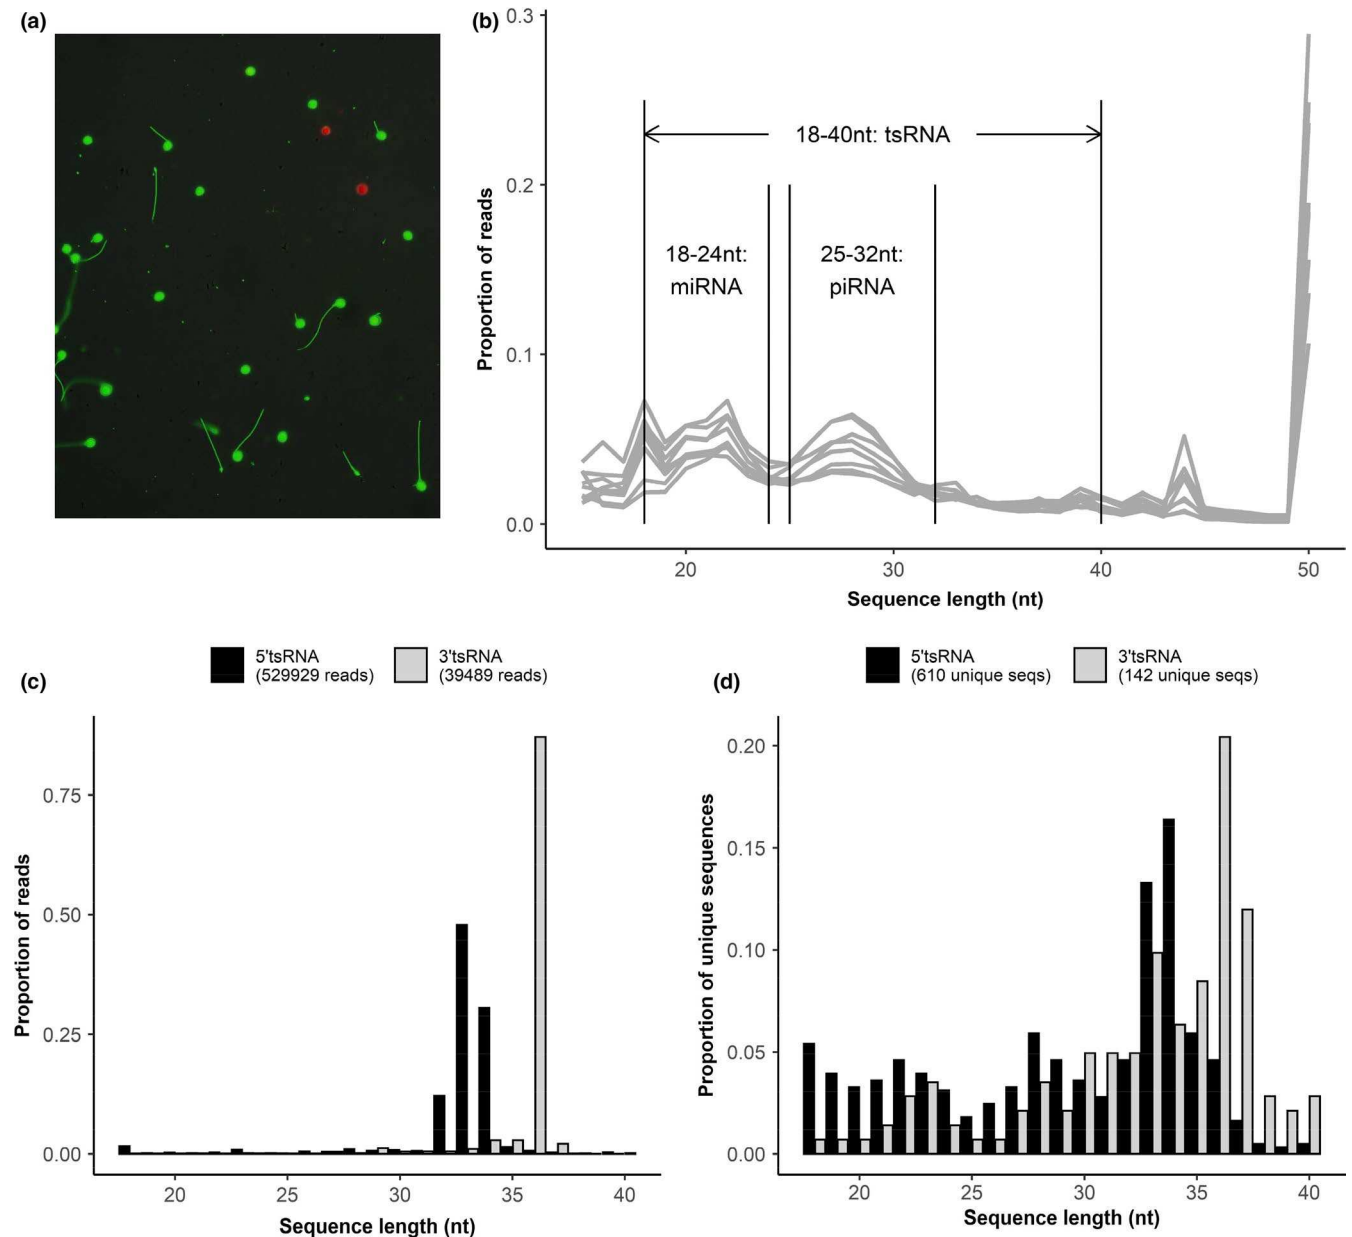 (a)
(b)
0.3
0.2
0.1
0.0
Proportion of reads
18-40nt: tsRNA
18-24nt:
miRNA
25-32nt:
piRNA
20
30
40
50
Sequence length (nt)
(c)
5'tsRNA
(529929 reads)
3'tsRNA
(39489 reads)
0.75
0.50
0.25
0.00
Proportion of reads
20
25
30
35
40
Sequence length (nt)
(d)
5'tsRNA
(610 unique seqs)
3'tsRNA
(142 unique seqs)
0.20
0.15
0.10
0.05
0.00
Proportion of unique sequences
20
25
30
35
40
Sequence length (nt)